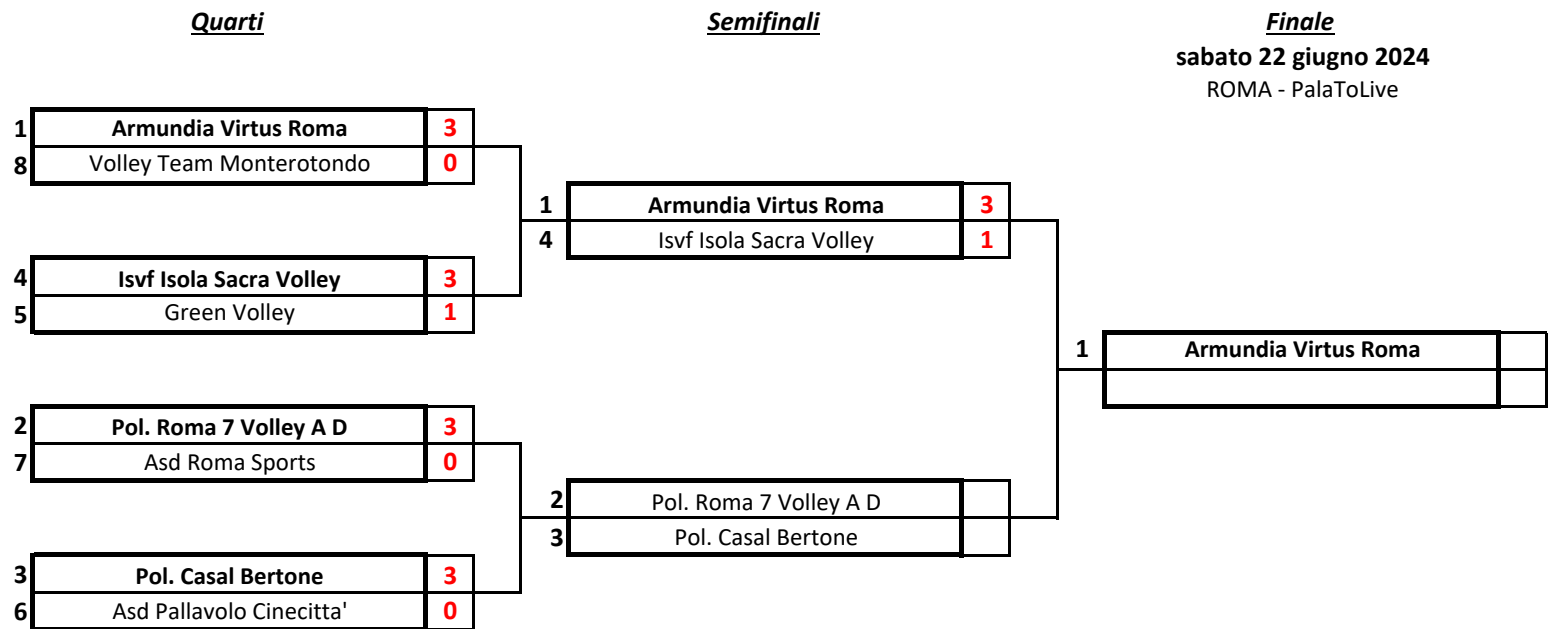 Quarti
Semifinali
Finale
sabato 22 giugno 2024
ROMA - PalaToLive
1 Armundia Virtus Roma 3
8 Volley Team Monterotondo 0
4 Isvf Isola Sacra Volley 3
5 Green Volley 1
2 Pol. Roma 7 Volley A D 3
7 Asd Roma Sports 0
3 Pol. Casal Bertone 3
6 Asd Pallavolo Cinecitta' 0
1 Armundia Virtus Roma 3
4 Isvf Isola Sacra Volley 1
2 Pol. Roma 7 Volley A D
3 Pol. Casal Bertone
1 Armundia Virtus Roma